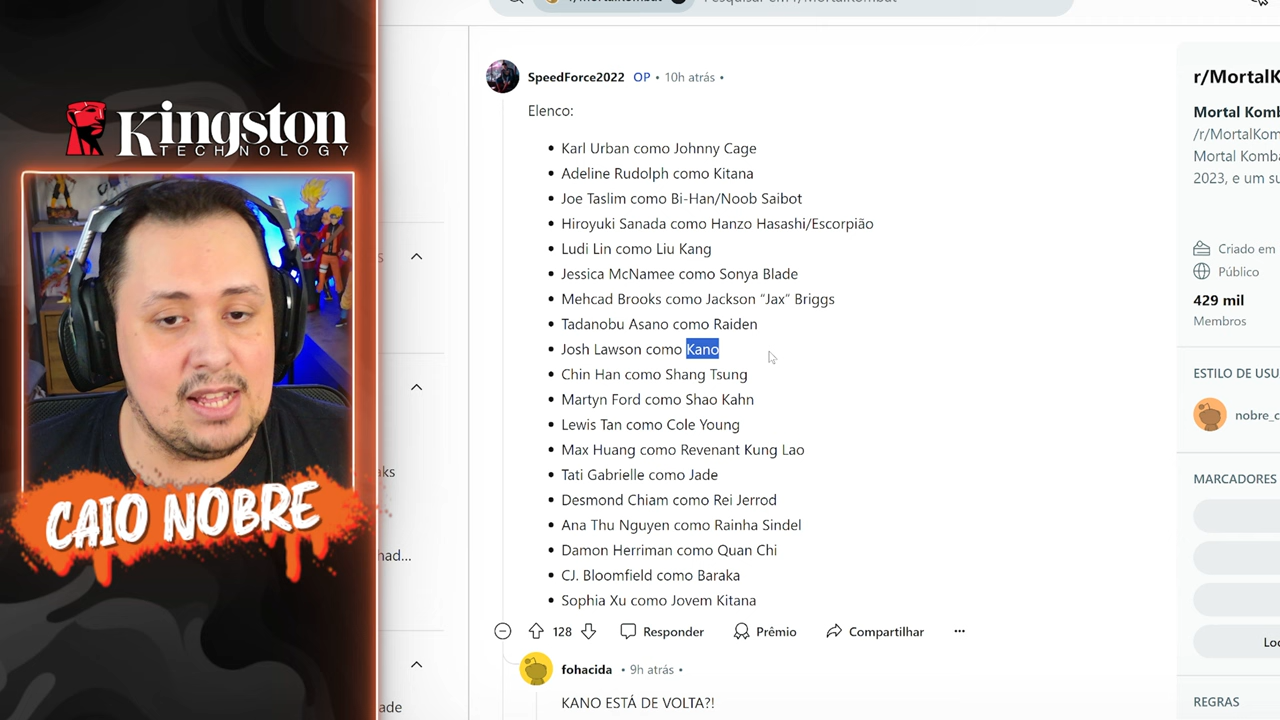 Kingston
TECHNOLOGY
CAIO NOBRE
SpeedForce2022 OP • 10h atrás •
Elenco:
• Karl Urban como Johnny Cage
• Adeline Rudolph como Kitana
• Joe Taslim como Bi-Han/Noob Saibot
• Hiroyuki Sanada como Hanzo Hasashi/Escorpião
• Ludi Lin como Liu Kang
• Jessica McNamee como Sonya Blade
• Mehcad Brooks como Jackson “Jax” Briggs
• Tadanobu Asano como Raiden
• Josh Lawson como Kano
• Chin Han como Shang Tsung
• Martyn Ford como Shao Kahn
• Lewis Tan como Cole Young
• Max Huang como Revenant Kung Lao
• Tati Gabrielle como Jade
• Desmond Chiam como Rei Jerrod
• Ana Thu Nguyen como Rainha Sindel
• Damon Herriman como Quan Chi
• CJ. Bloomfield como Baraka
• Sophia Xu como Jovem Kitana
128 Responder Prêmio Compartilhar ...
fohacida • 9h atrás •
KANO ESTÁ DE VOLTA?!
r/MortalK
Mortal Komb
/r/MortalKom
Mortal Komba
2023, e um su
Criado em
Público
429 mil
Membros
ESTILO DE USU
nobre_c
MARCADORES
Loc
REGRAS
aks
had...
ade